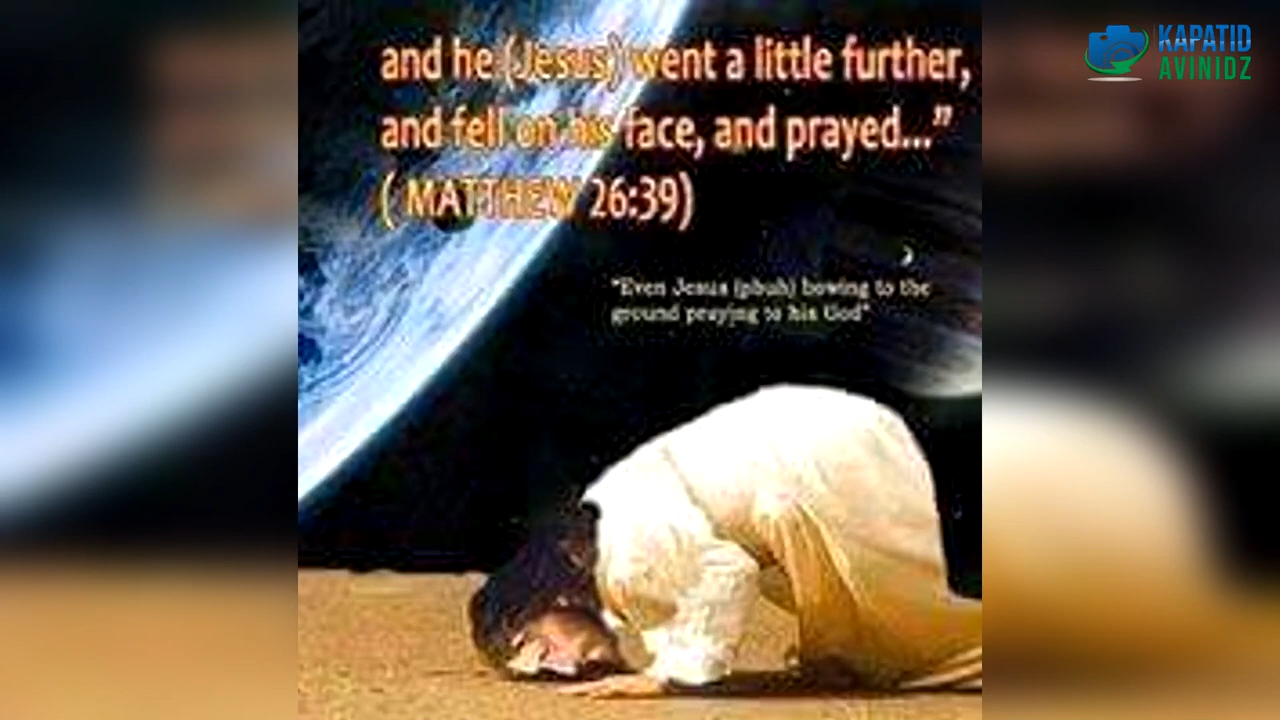 and he (Jesus) went a little further,
and fell on his face, and prayed..."
( MATTHEW 26:39)
"Even Jesus (pbuh) bowing to the
ground praying to his God"
KAPATID
AVINIDZ